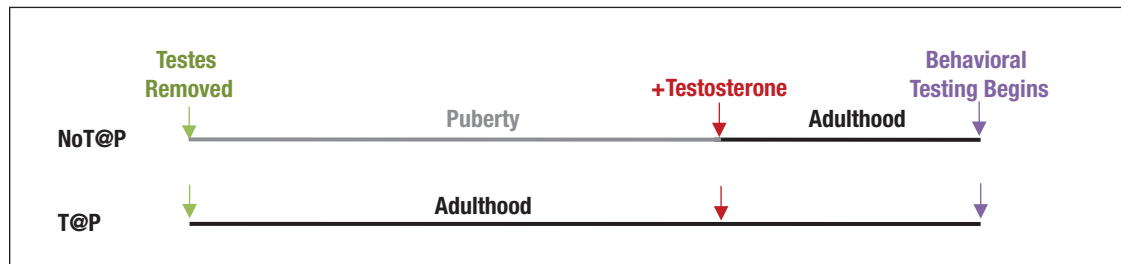 Testes
Removed
+Testosterone
Behavioral
Testing Begins
Puberty
Adulthood
NoT@P
Adulthood
T@P